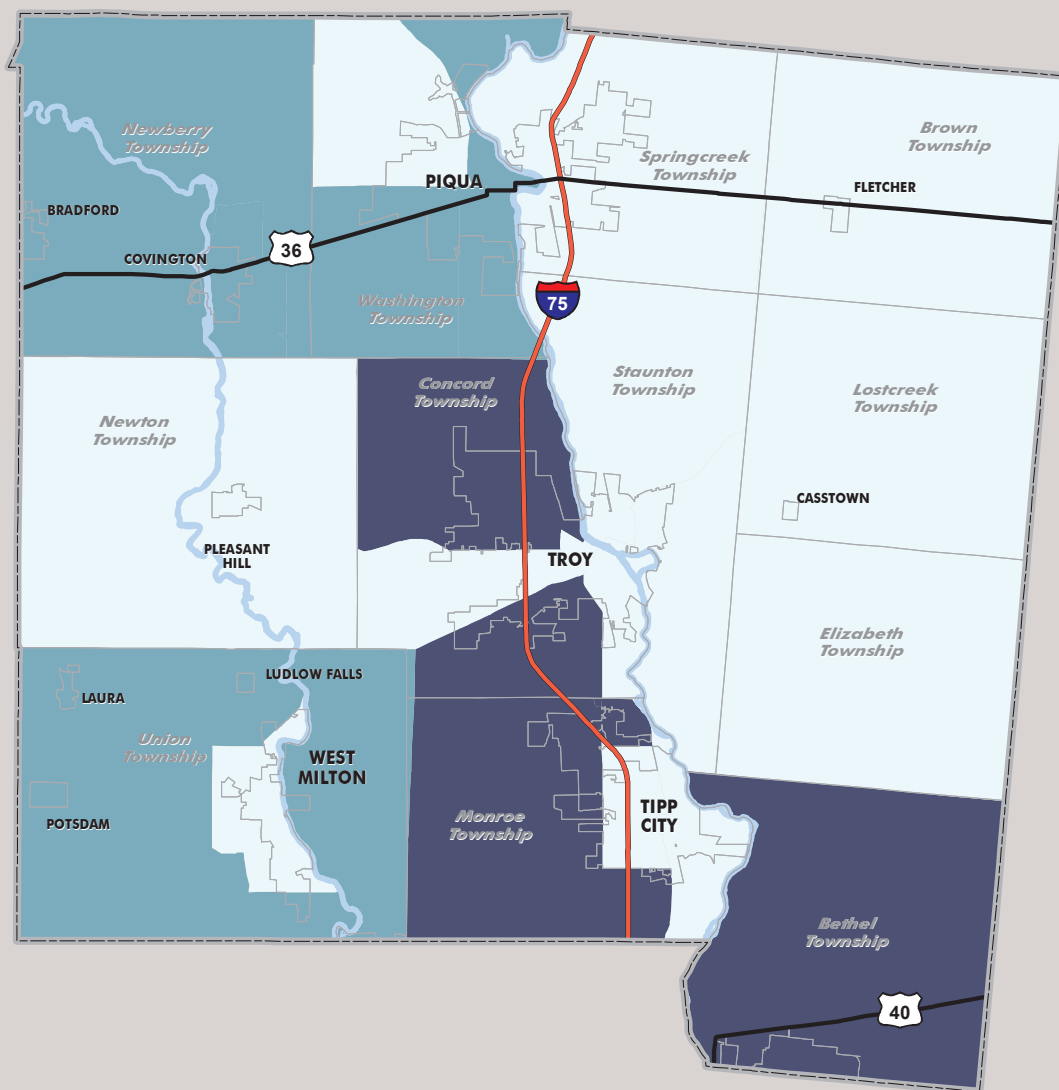 Newberry
Township
Brown
Township
Springcreek
Township
PIQUA
FLETCHER
BRADFORD
36
COVINGTON
75
Washington
Township
Concord
Township
Staunton
Township
Lostcreek
Township
Newton
Township
CASSTOWN
PLEASANT
HILL
TROY
Elizabeth
Township
LUDLOW FALLS
LAURA
Union
Township
WEST
MILTON
TIPP
CITY
POTSDAM
Monroe
Township
Bethel
Township
40